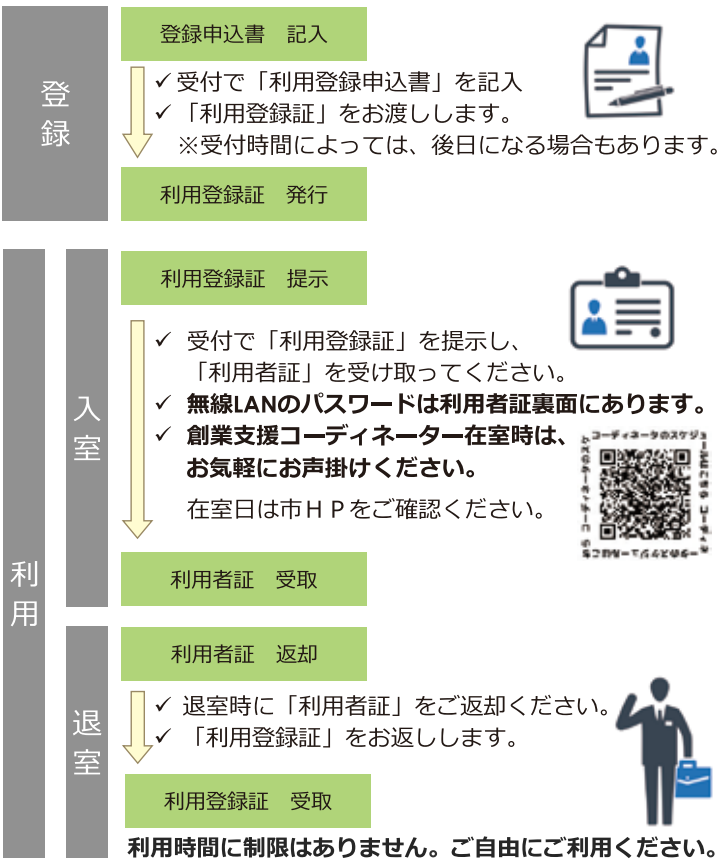 登録
登録申込書　記入
✓受付で「利用登録申込書」を記入
✓「利用登録証」をお渡しします。
※受付時間によっては、後日になる場合もあります。
利用登録証　発行
利用
入室
利用登録証　提示
✓ 受付で「利用登録証」を提示し、
「利用者証」を受け取ってください。
✓ 無線LANのパスワードは利用者証裏面にあります。
✓ 創業支援コーディネーター在室時は、
お気軽にお声掛けください。
在室日は市ＨＰをご確認ください。
コーディネータのスケジュールはこちら
利用者証　受取
退室
利用者証　返却
✓ 退室時に「利用者証」をご返却ください。
✓ 「利用登録証」をお返しします。
利用登録証　受取
利用時間に制限はありません。ご自由にご利用ください。